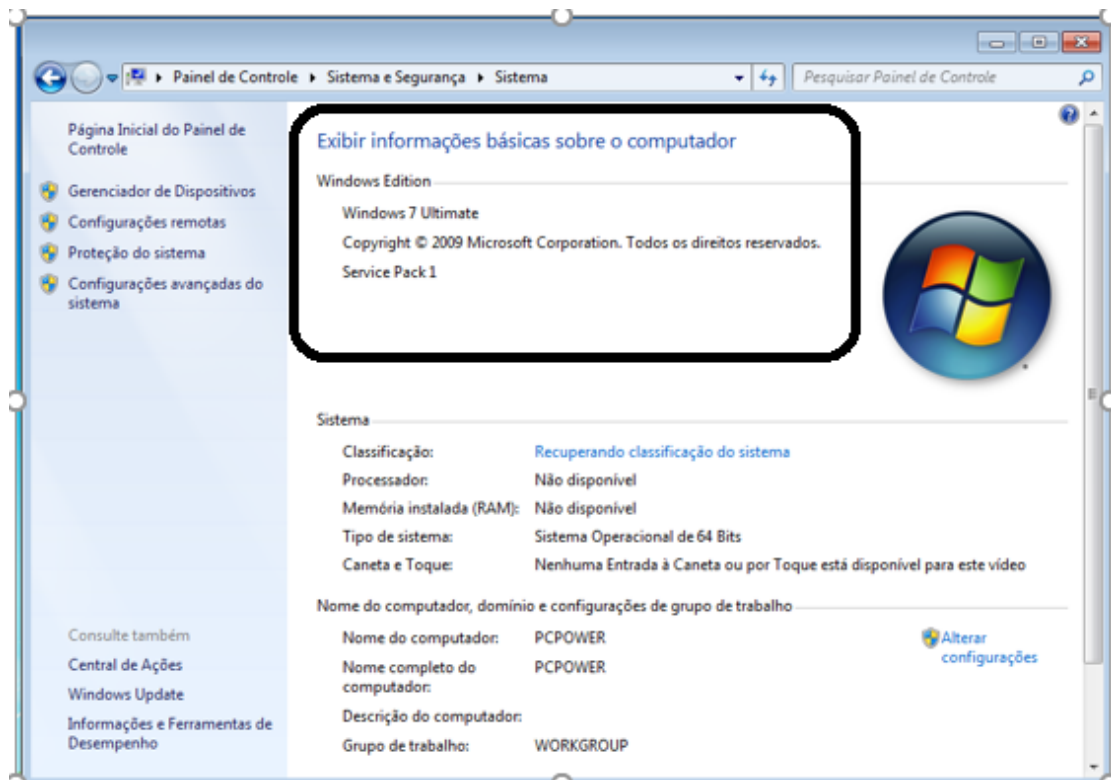 Painel de Controle ▸ Sistema e Segurança ▸ Sistema
Pesquisar Painel de Controle
Página Inicial do Painel de
Controle
Gerenciador de Dispositivos
Configurações remotas
Proteção do sistema
Configurações avançadas do
sistema
Consulte também
Central de Ações
Windows Update
Informações e Ferramentas de
Desempenho
Exibir informações básicas sobre o computador
Windows Edition
Windows 7 Ultimate
Copyright © 2009 Microsoft Corporation. Todos os direitos reservados.
Service Pack 1
Sistema
Classificação: Recuperando classificação do sistema
Processador: Não disponível
Memória instalada (RAM): Não disponível
Tipo de sistema: Sistema Operacional de 64 Bits
Caneta e Toque: Nenhuma Entrada à Caneta ou por Toque está disponível para este vídeo
Nome do computador, domínio e configurações de grupo de trabalho
Nome do computador: PCPOWER
Alterar
configurações
Nome completo do PCPOWER
computador:
Descrição do computador:
Grupo de trabalho: WORKGROUP